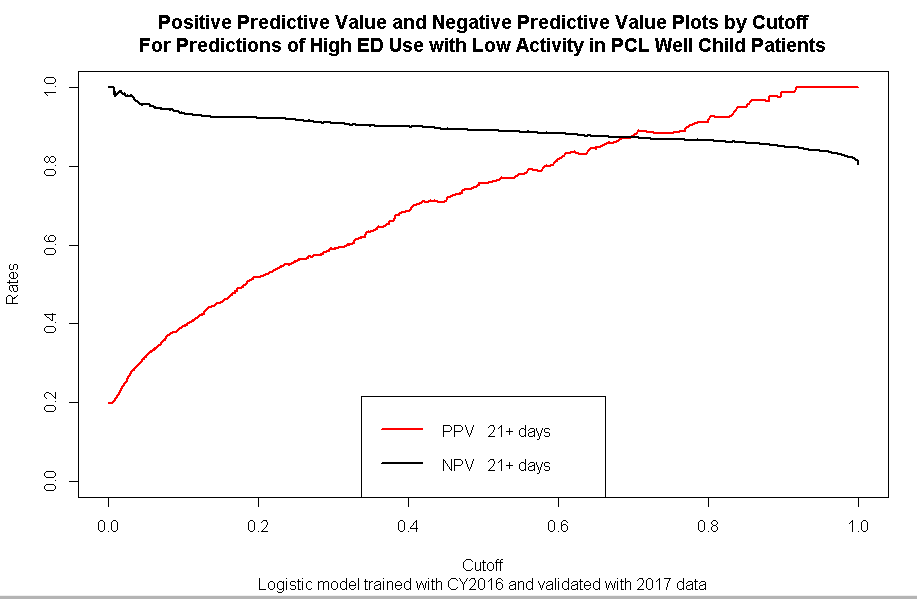 Positive Predictive Value and Negative Predictive Value Plots by Cutoff
For Predictions of High ED Use with Low Activity in PCL Well Child Patients
Rates
1.0
0.8
0.6
0.4
0.2
0.0
PPV 21+ days
NPV 21+ days
0.0 0.2 0.4 0.6 0.8 1.0
Cutoff
Logistic model trained with CY2016 and validated with 2017 data